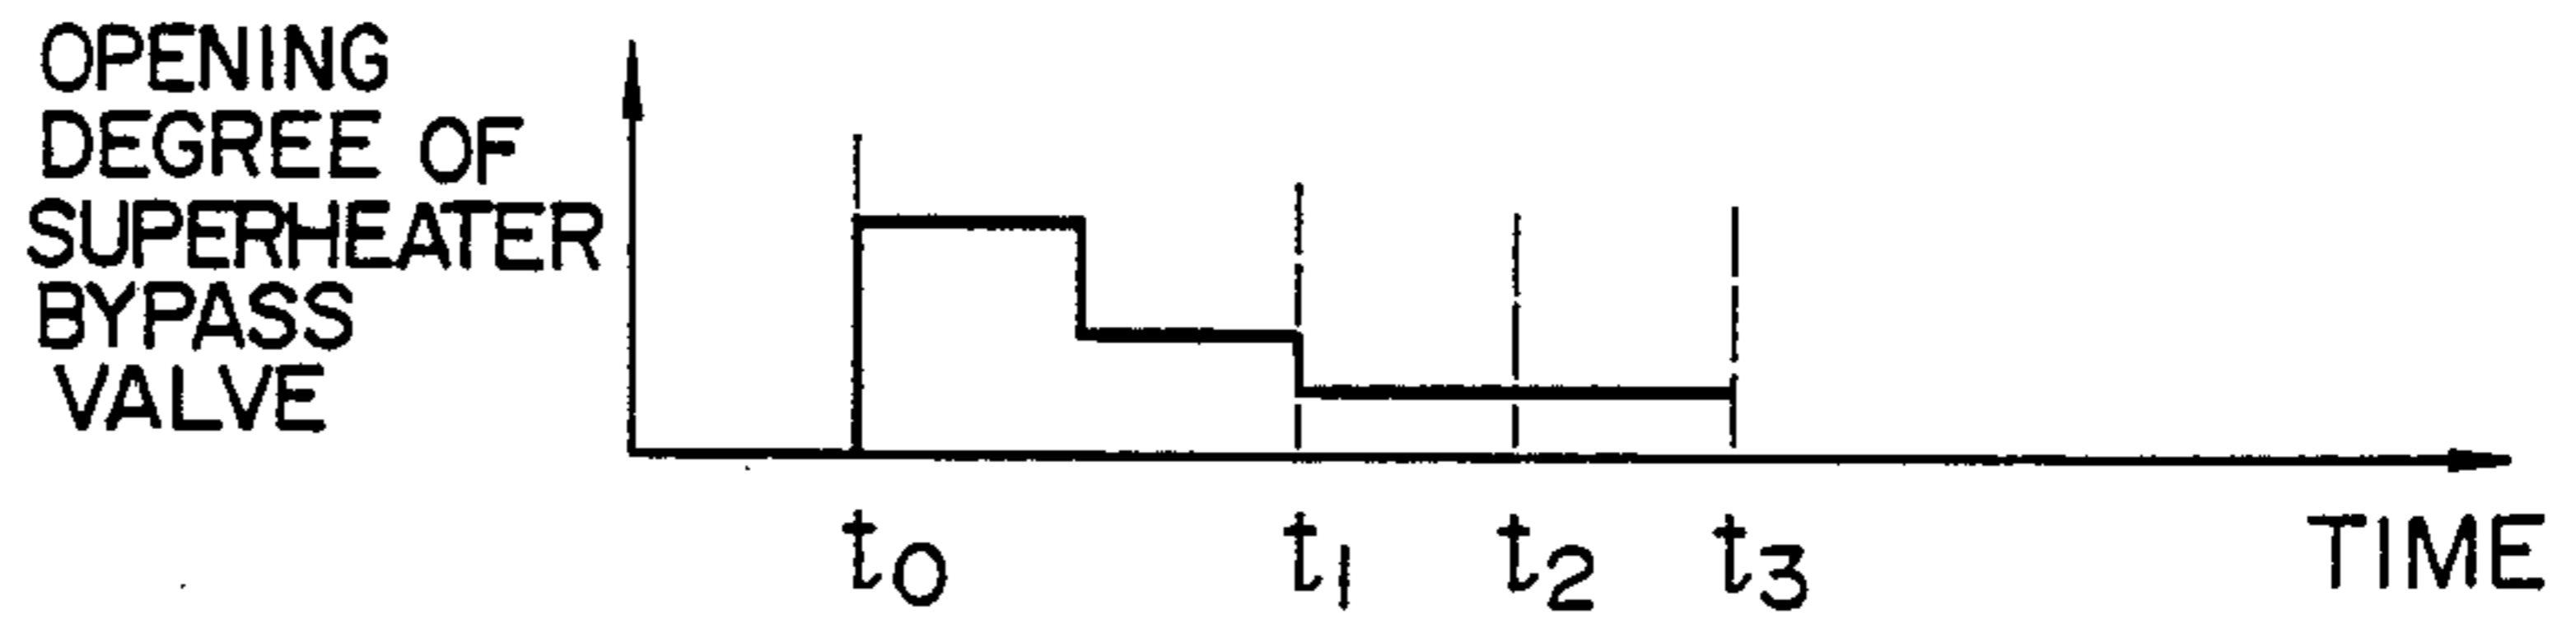 OPENING
DEGREE OF
SUPERHEATER
BYPASS
VALVE
t0 t1 t2 t3 TIME